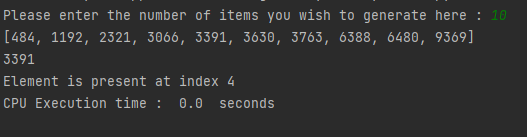 Please enter the number of items you wish to generate here : 10
[484, 1192, 2321, 3066, 3391, 3630, 3763, 6388, 6480, 9369]
3391
Element is present at index 4
CPU Execution time :  0.0  seconds